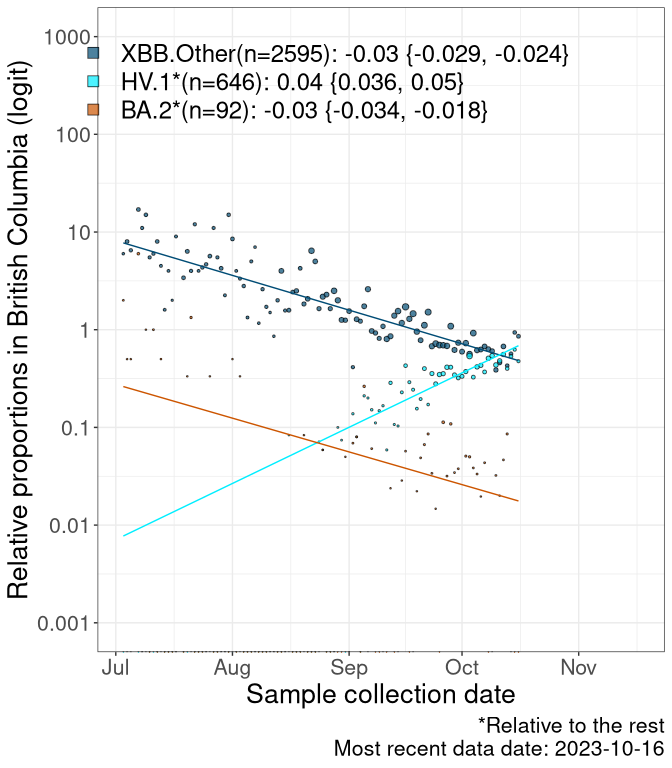 Relative proportions in British Columbia (logit)
1000
100
10
1
0.1
0.01
0.001
XBB.Other(n=2595): -0.03 {-0.029, -0.024}
HV.1*(n=646): 0.04 {0.036, 0.05}
BA.2*(n=92): -0.03 {-0.034, -0.018}
Jul Aug Sep Oct Nov
Sample collection date
*Relative to the rest
Most recent data date: 2023-10-16